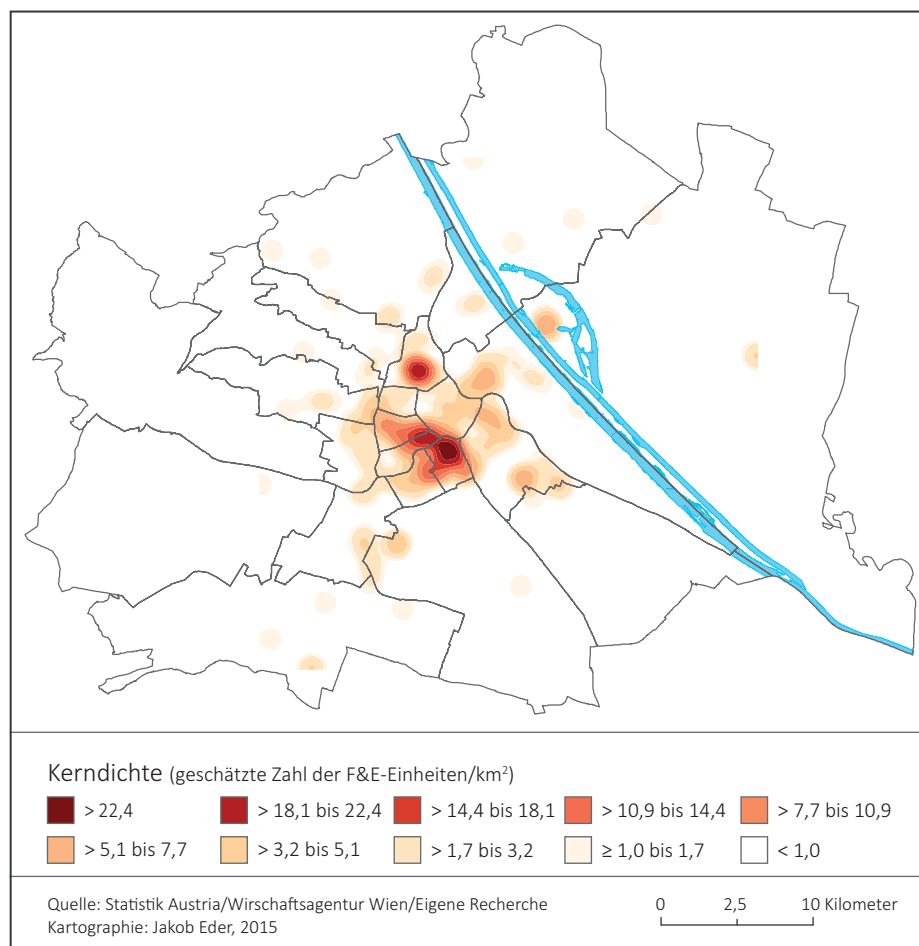 Kerndichte (geschätzte Zahl der F&E-Einheiten/km²)
> 22,4
> 18,1 bis 22,4
> 14,4 bis 18,1
> 10,9 bis 14,4
> 7,7 bis 10,9
> 5,1 bis 7,7
> 3,2 bis 5,1
> 1,7 bis 3,2
≥ 1,0 bis 1,7
< 1,0
Quelle: Statistik Austria/Wirschaftsagentur Wien/Eigene Recherche
Kartographie: Jakob Eder, 2015
0 2,5 10 Kilometer